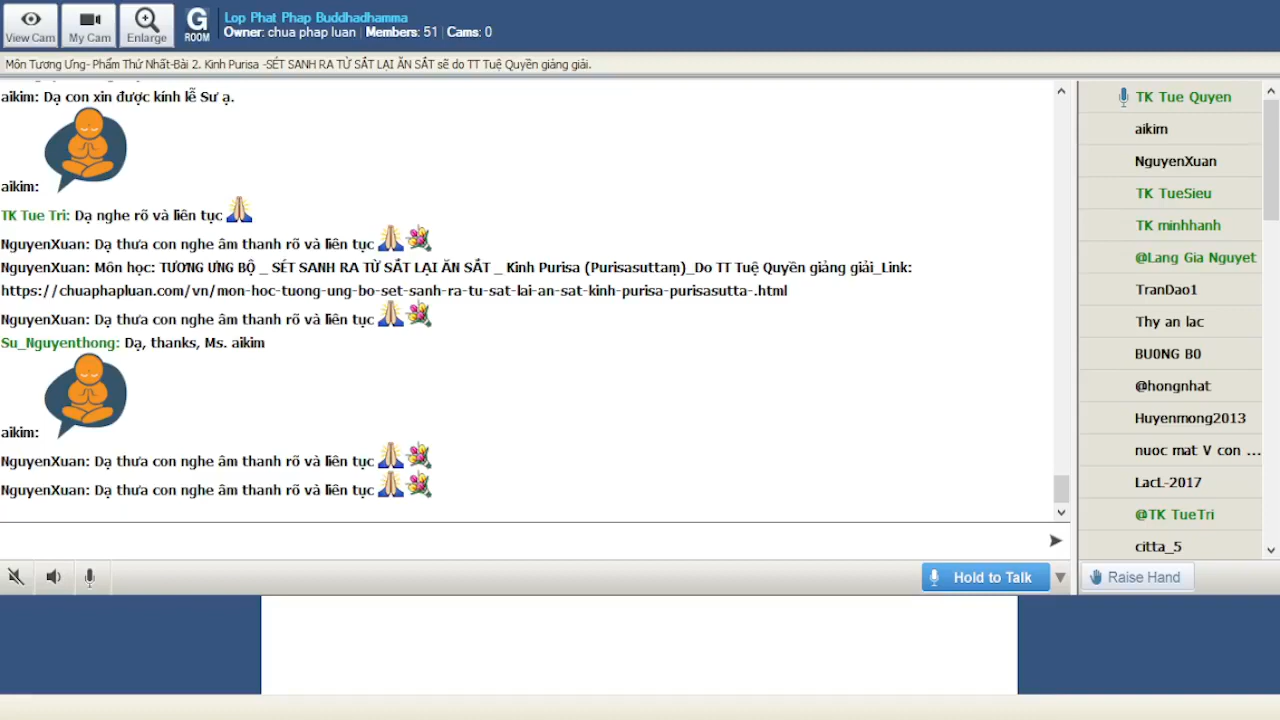 View Cam
My Cam
Enlarge
G
ROOM
Lop Phat Phap Buddhadhamma
Owner: chua phap luan | Members: 51 | Cams: 0
Môn Tương Ưng- Phẩm Thứ Nhất-Bài 2. Kinh Purisa -SÉT SANH RA TỪ SẮT LẠI ĂN SẮT sẽ do TT Tuệ Quyền giảng giải.
aikim: Dạ con xin được kính lễ Sư ạ.
aikim:
TK Tue Tri: Dạ nghe rõ và liên tục
NguyenXuan: Dạ thưa con nghe âm thanh rõ và liên tục
NguyenXuan: Môn học: TƯƠNG ƯNG BỘ _ SÉT SANH RA TỪ SẮT LẠI ĂN SẮT _ Kinh Purisa (Purisasuttaṃ)_Do TT Tuệ Quyền giảng giải_Link:
https://chuaphapluan.com/vn/mon-hoc-tuong-ung-bo-set-sanh-ra-tu-sat-lai-an-sat-kinh-purisa-purisasutta-.html
NguyenXuan: Dạ thưa con nghe âm thanh rõ và liên tục
Su_Nguyenthong: Dạ, thanks, Ms. aikim
aikim:
NguyenXuan: Dạ thưa con nghe âm thanh rõ và liên tục
NguyenXuan: Dạ thưa con nghe âm thanh rõ và liên tục
Hold to Talk
TK Tue Quyen
aikim
NguyenXuan
TK TueSieu
TK minhhanh
@Lang Gia Nguyet
TranDao1
Thy an lac
BU0NG B0
@hongnhat
Huyenmong2013
nuoc mat V con ...
LacL-2017
@TK TueTri
citta_5
Raise Hand